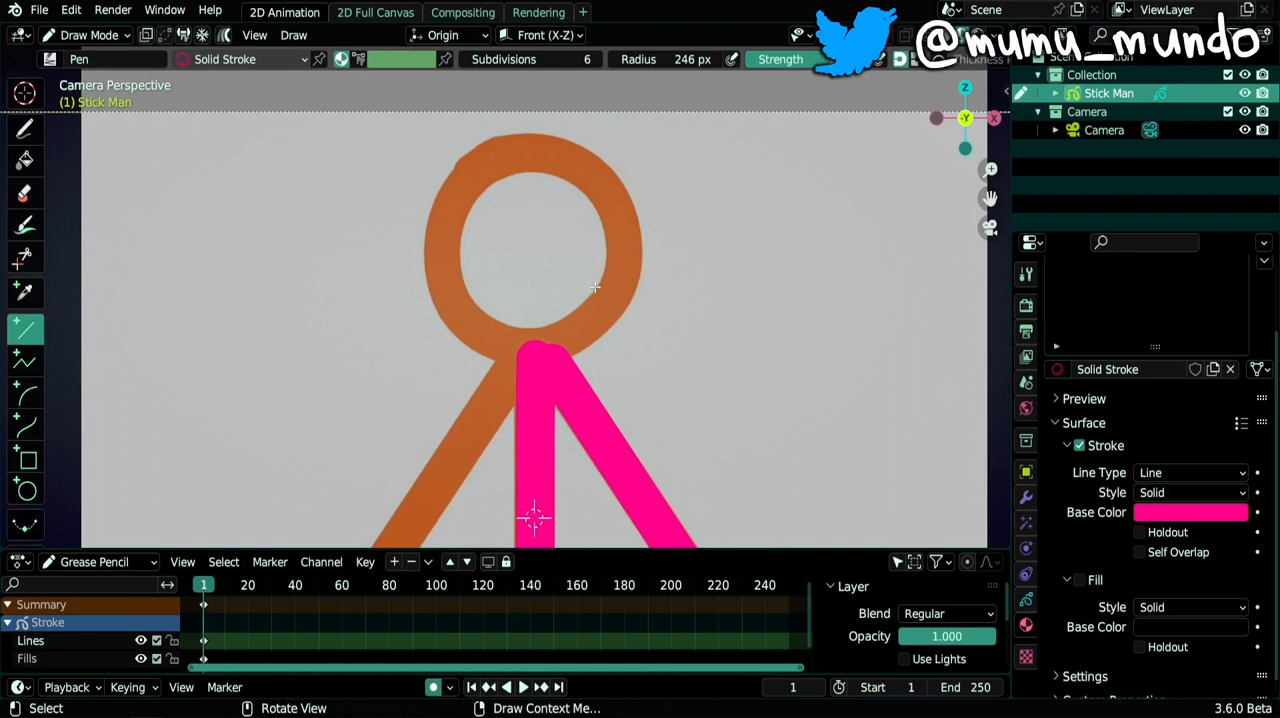 File Edit Render Window Help 2D Animation 2D Full Canvas Compositing Rendering + Scene ViewLayer
Draw Mode View Draw Origin Front (X-Z)
@mumu_mundo
Pen Solid Stroke Subdivisions 6 Radius 246 px Strength
Camera Perspective
(1) Stick Man
Z
-Y
X
Collection
Stick Man
Camera
Camera
Solid Stroke
Preview
Surface
Stroke
Line Type Line
Style Solid
Base Color
Holdout
Self Overlap
Fill
Style Solid
Base Color
Holdout
Settings
Grease Pencil View Select Marker Channel Key
1 20 40 60 80 100 120 140 160 180 200 220 240
Summary
Stroke
Lines
Fills
Layer
Blend Regular
Opacity 1.000
Use Lights
Playback Keying View Marker 1 Start 1 End 250
Select Rotate View Draw Context Me... 3.6.0 Beta